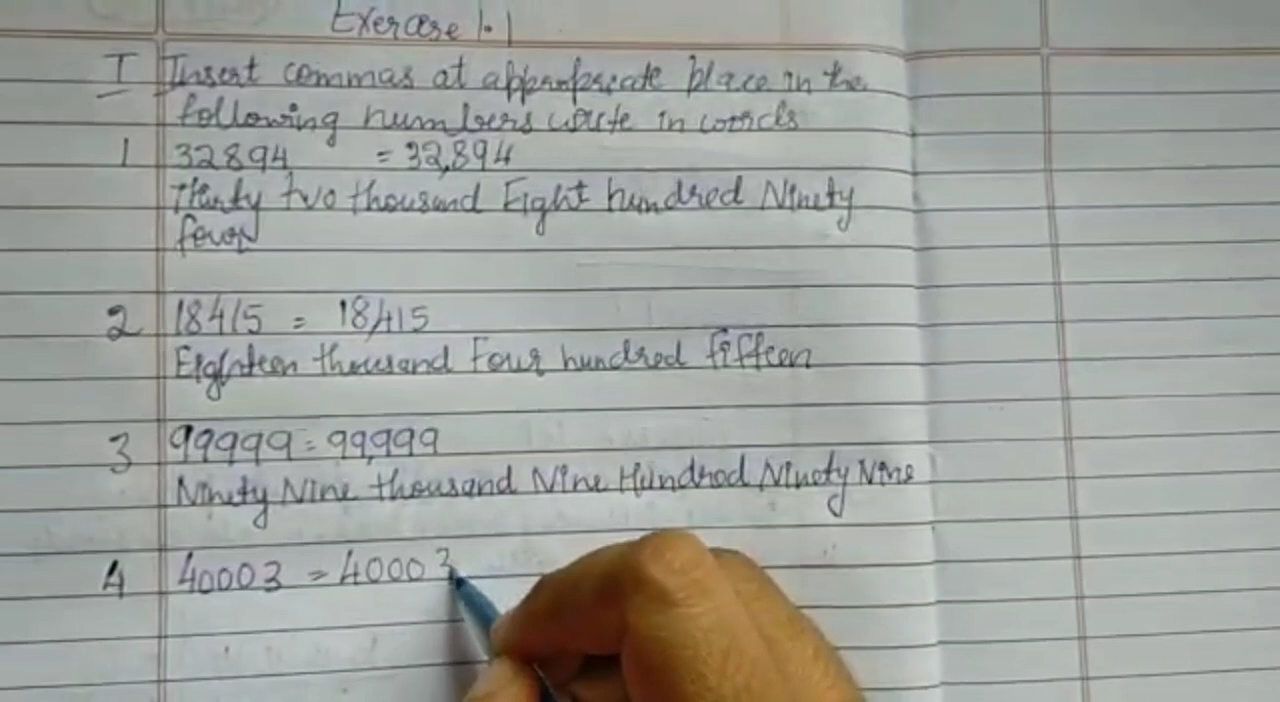 Exercise 1.1
I Insert commas at appropriate place in the
following numbers write in words
1 32894 = 32,894
Thirty two thousand Eight hundred Ninety
four
2 18415 = 18,415
Eighteen thousand Four hundred fifteen
3 99999 = 99,999
Ninety Nine thousand Nine Hundred Ninety Nine
4 40003 = 40003